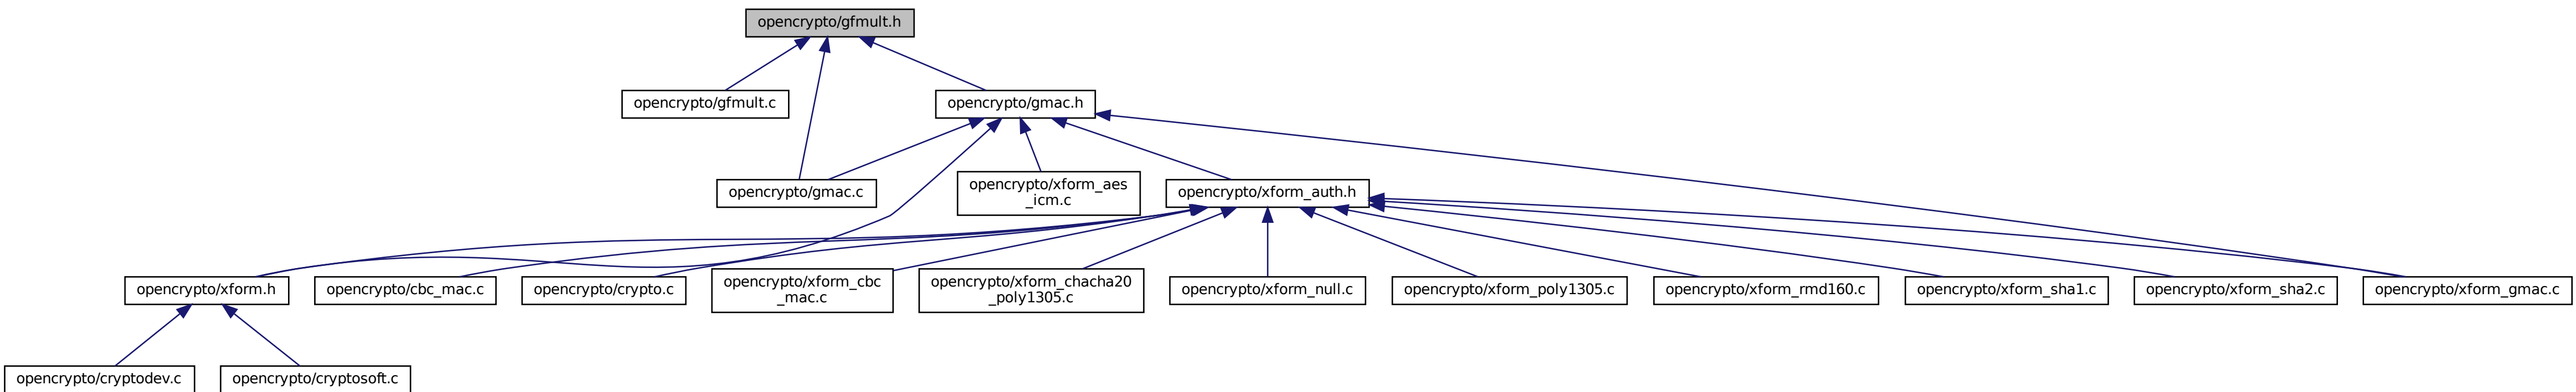 opencrypto/gfmult.h
opencrypto/gfmult.c
opencrypto/gmac.h
opencrypto/gmac.c
opencrypto/xform_aes
_icm.c
opencrypto/xform_auth.h
opencrypto/xform.h
opencrypto/cbc_mac.c
opencrypto/crypto.c
opencrypto/xform_cbc
_mac.c
opencrypto/xform_chacha20
_poly1305.c
opencrypto/xform_null.c
opencrypto/xform_poly1305.c
opencrypto/xform_rmd160.c
opencrypto/xform_sha1.c
opencrypto/xform_sha2.c
opencrypto/xform_gmac.c
opencrypto/cryptodev.c
opencrypto/cryptosoft.c